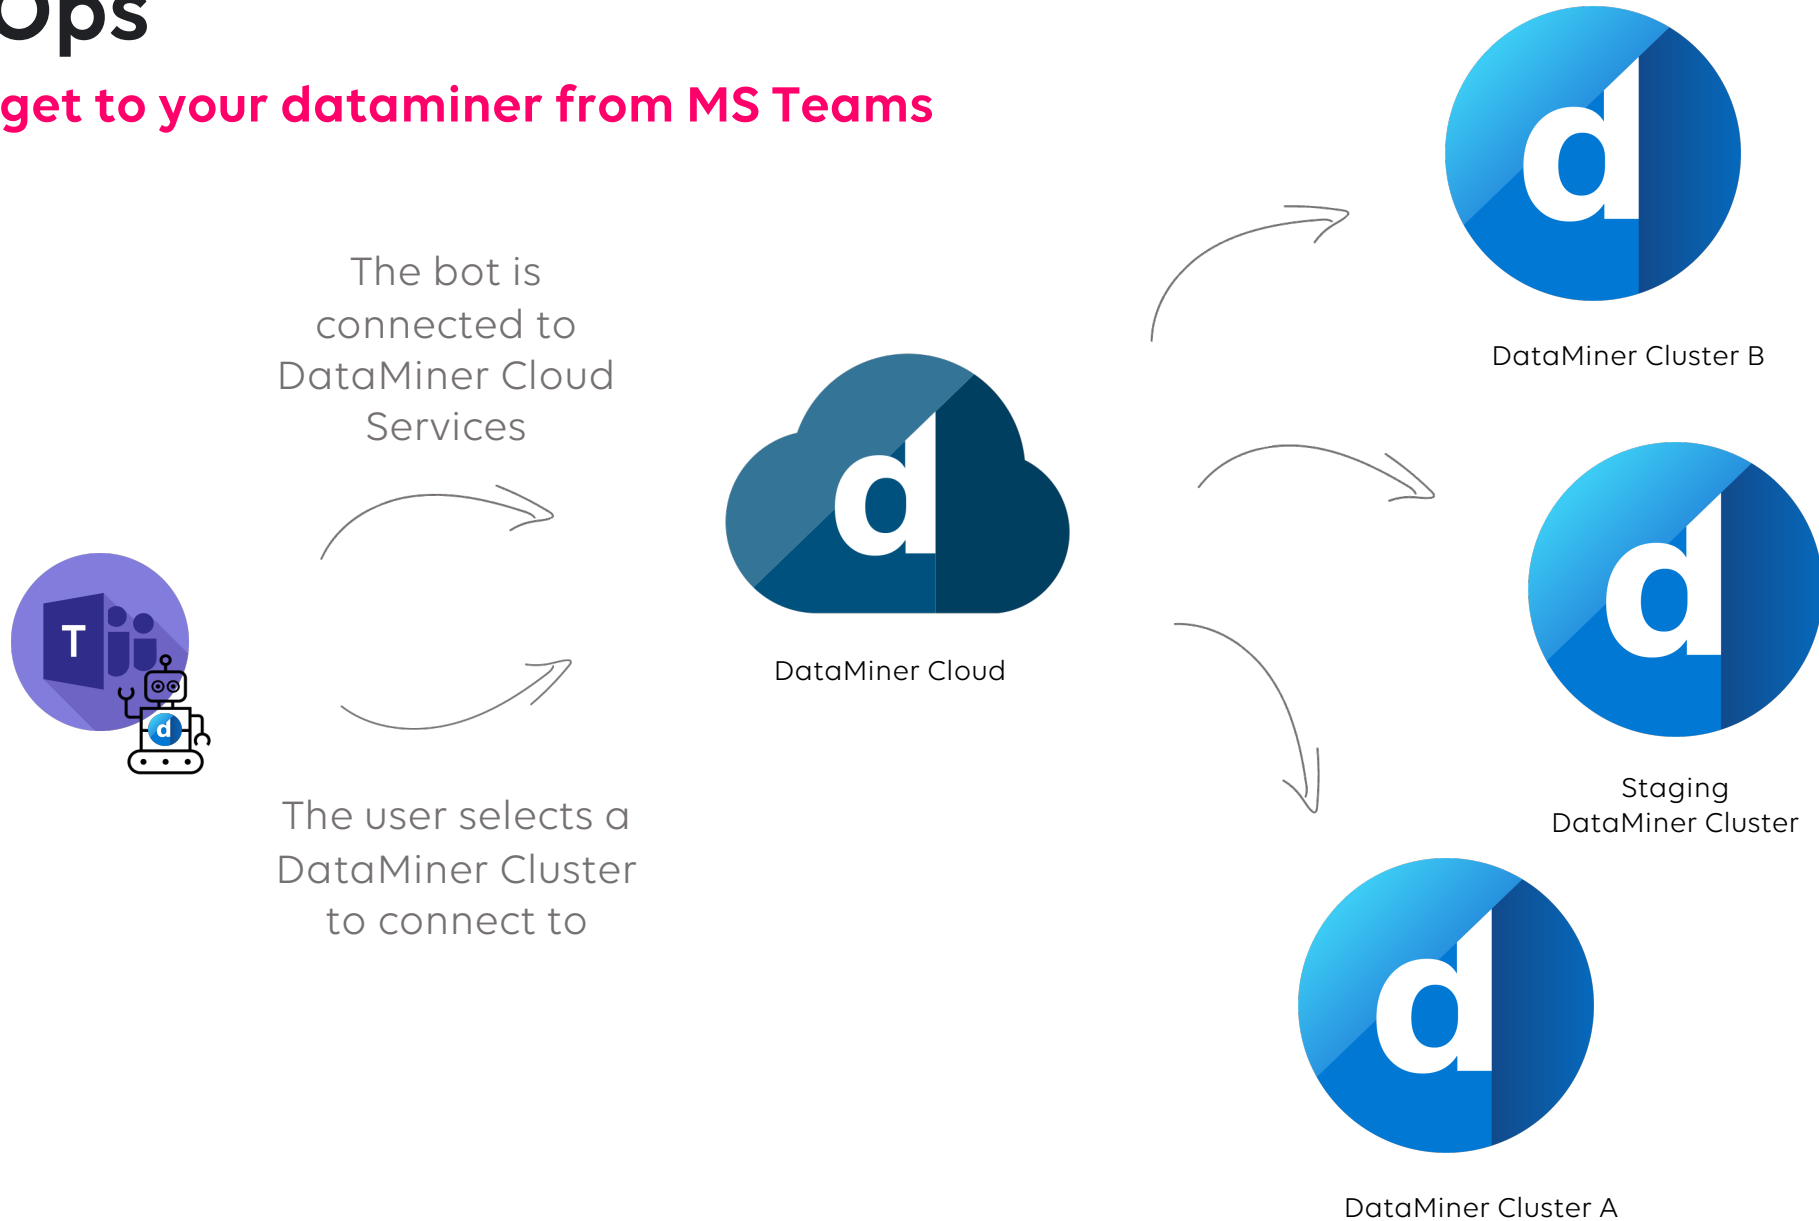 Ops
get to your dataminer from MS Teams
The bot is
connected to
DataMiner Cloud
Services
d
DataMiner Cluster B
d
DataMiner Cloud
d
Staging
DataMiner Cluster
T
d
The user selects a
DataMiner Cluster
to connect to
d
DataMiner Cluster A